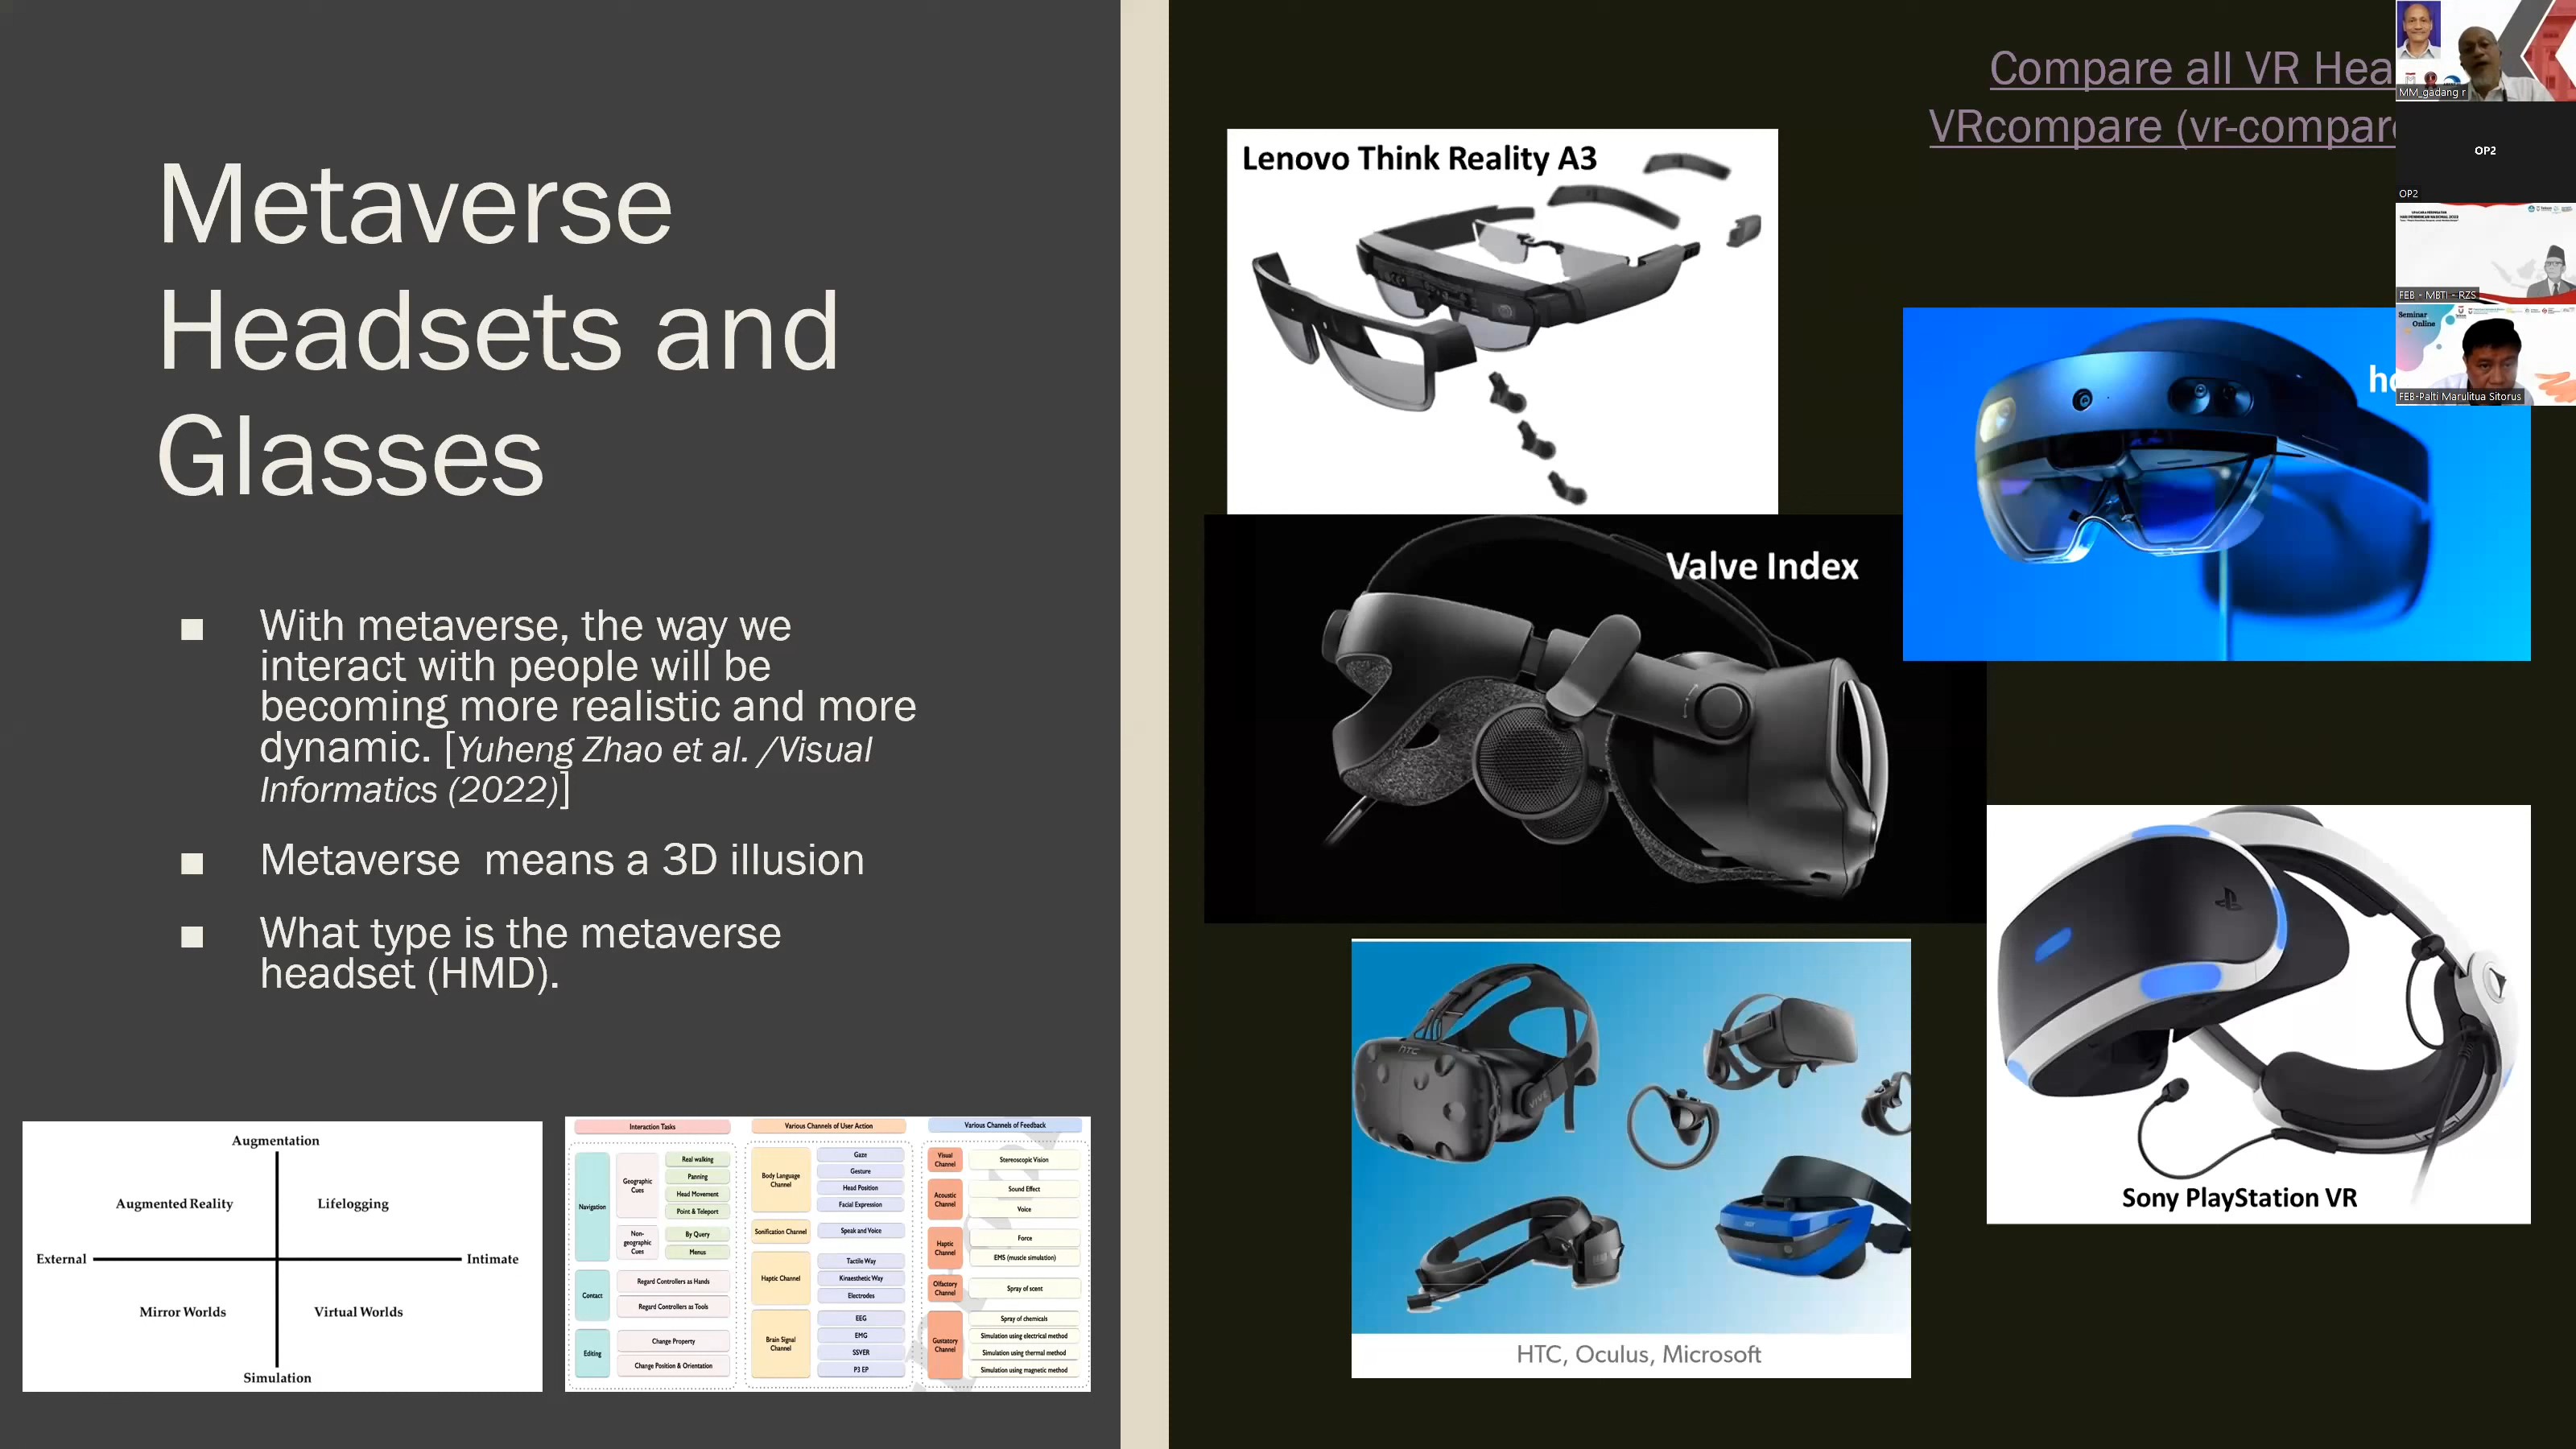 Metaverse
Headsets and
Glasses
■ With metaverse, the way we
interact with people will be
becoming more realistic and more
dynamic. [Yuheng Zhao et al. /Visual
Informatics (2022)]
■ Metaverse means a 3D illusion
■ What type is the metaverse
headset (HMD).
Augmentation
Augmented Reality
Lifelogging
External
Intimate
Mirror Worlds
Virtual Worlds
Simulation
Interaction Tasks
Navigation
Geographic
Cues
Real walking
Panning
Head Movement
Point & Teleport
Non-
geographic
Cues
By Query
Menus
Contact
Regard Controllers as Hands
Regard Controllers as Tools
Editing
Change Property
Change Position & Orientation
Various Channels of User Action
Body Language
Channel
Gaze
Gesture
Head Position
Facial Expression
Sonification Channel
Speak and Voice
Haptic Channel
Tactile Way
Kinaesthetic Way
Electrodes
Brain Signal
Channel
EEG
EMG
SSVER
P3 EP
Various Channels of Feedback
Visual
Channel
Stereoscopic Vision
Acoustic
Channel
Sound Effect
Voice
Haptic
Channel
Force
EMS (muscle simulation)
Olfactory
Channel
Spray of scent
Gustatory
Channel
Spray of chemicals
Simulation using electrical method
Simulation using thermal method
Simulation using magnetic method
Compare all VR Hea
VRcompare (vr-compar
Lenovo Think Reality A3
Valve Index
hTC
VIVE
acer
HTC, Oculus, Microsoft
Sony PlayStation VR
MM_gadang r
OP2
OP2
FEB - MBTI - RZS
Seminar
Online
FEB-Palti Marulitua Sitorus